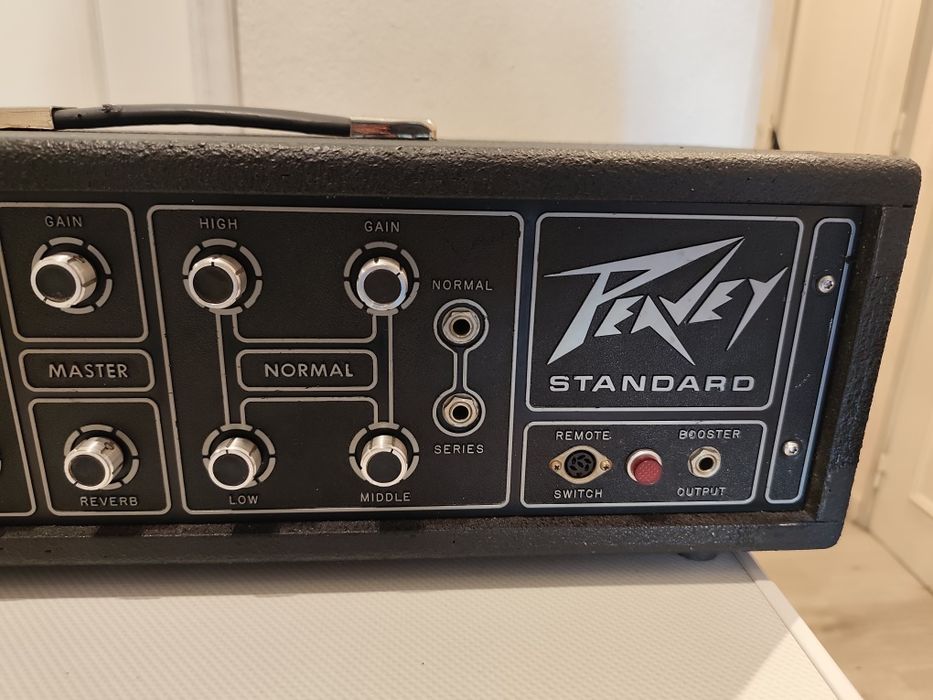 GAIN
MASTER
REVERB
HIGH
GAIN
NORMAL
LOW
MIDDLE
NORMAL
SERIES
PEAVEY
STANDARD
REMOTE
SWITCH
BOOSTER
OUTPUT